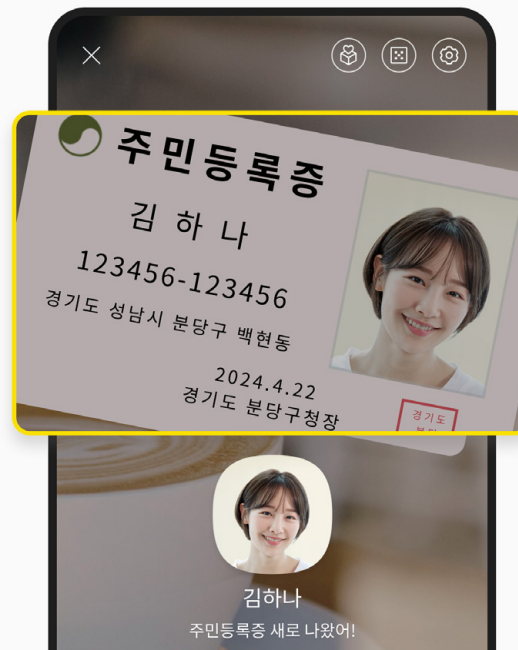 주민등록증
김 하 나
123456-123456
경기도 성남시 분당구 백현동
2024.4.22
경기도 분당구청장
경기도
김하나
주민등록증 새로 나왔어!